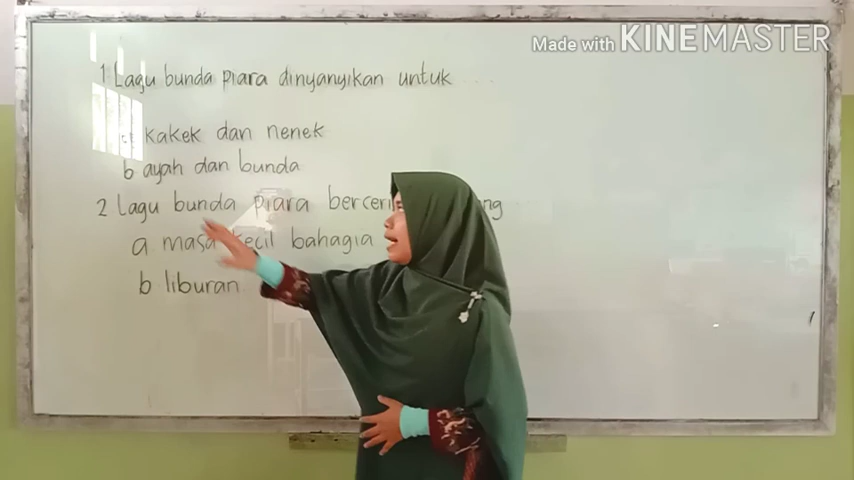 Made with KINEMASTER
1 Lagu bunda piara dinyanyikan untuk ...
a kakek dan nenek
b ayah dan bunda
2 Lagu bunda piara
a masa kecil bahagia
b liburan